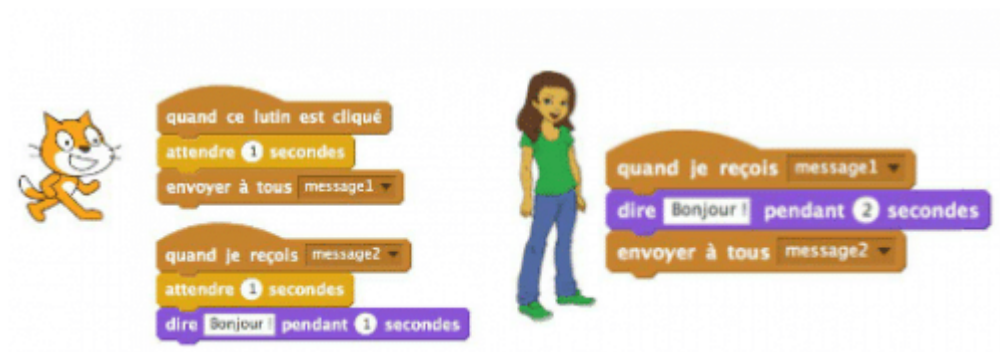 quand ce lutin est cliqué
attendre 1 secondes
envoyer à tous message1
quand je reçois message2
attendre 1 secondes
dire Bonjour ! pendant 1 secondes
quand je reçois message1
dire Bonjour ! pendant 2 secondes
envoyer à tous message2